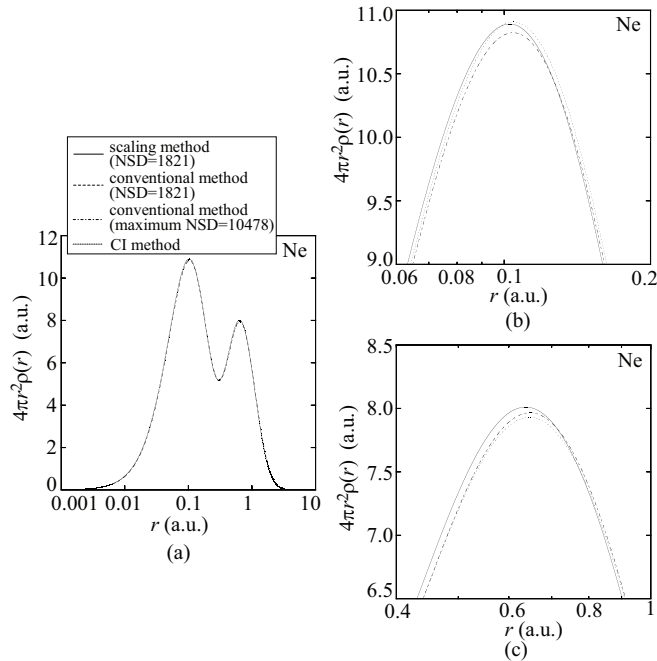 scaling method
(NSD=1821)
conventional method
(NSD=1821)
conventional method
(maximum NSD=10478)
CI method
Ne
4πr²ρ(r) (a.u.)
12
10
8
6
4
2
0
0.001
0.01
0.1
1
10
r (a.u.)
(a)
Ne
4πr²ρ(r) (a.u.)
11.0
10.5
10.0
9.5
9.0
0.06
0.08
0.1
0.2
r (a.u.)
(b)
Ne
4πr²ρ(r) (a.u.)
8.5
8.0
7.5
7.0
6.5
0.4
0.6
0.8
1
r (a.u.)
(c)